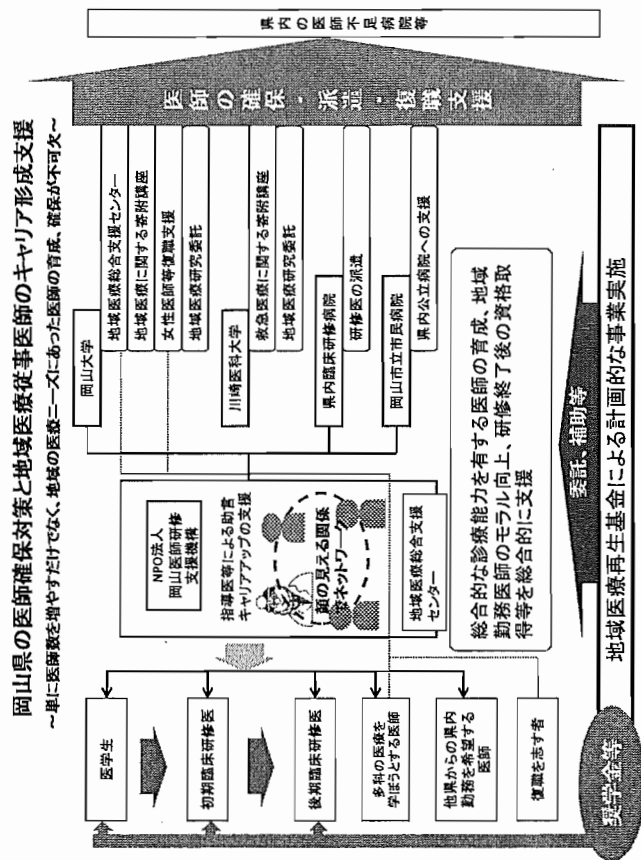 岡山県の医師確保対策と地域医療従事医師のキャリア形成支援
～単に医師数を増やすだけでなく、地域の医療ニーズにあった医師の育成、確保が不可欠～
医学生
初期臨床研修医
後期臨床研修医
多科の医療を
学ぼうとする医師
他県からの県内
勤務を希望する
医師
復職を志す者
奨学金等
NPO法人
岡山医師研修
支援機構
指導医等による助言
キャリアアップの支援
顔の見える関係
ネットワーク
地域医療総合支援
センター
岡山大学
地域医療総合支援センター
地域医療に関する寄附講座
女性医師等復職支援
地域医療研究委託
川崎医科大学
救急医療に関する寄附講座
地域医療研究委託
県内臨床研修病院
研修医の派遣
岡山市立市民病院
県内公立病院への支援
総合的な診療能力を有する医師の育成、地域
勤務医師のモラル向上、研修終了後の資格取
得等を総合的に支援
委託、補助等
地域医療再生基金による計画的な事業実施
医師の確保・派遣・復職支援
県内の医師不足病院等